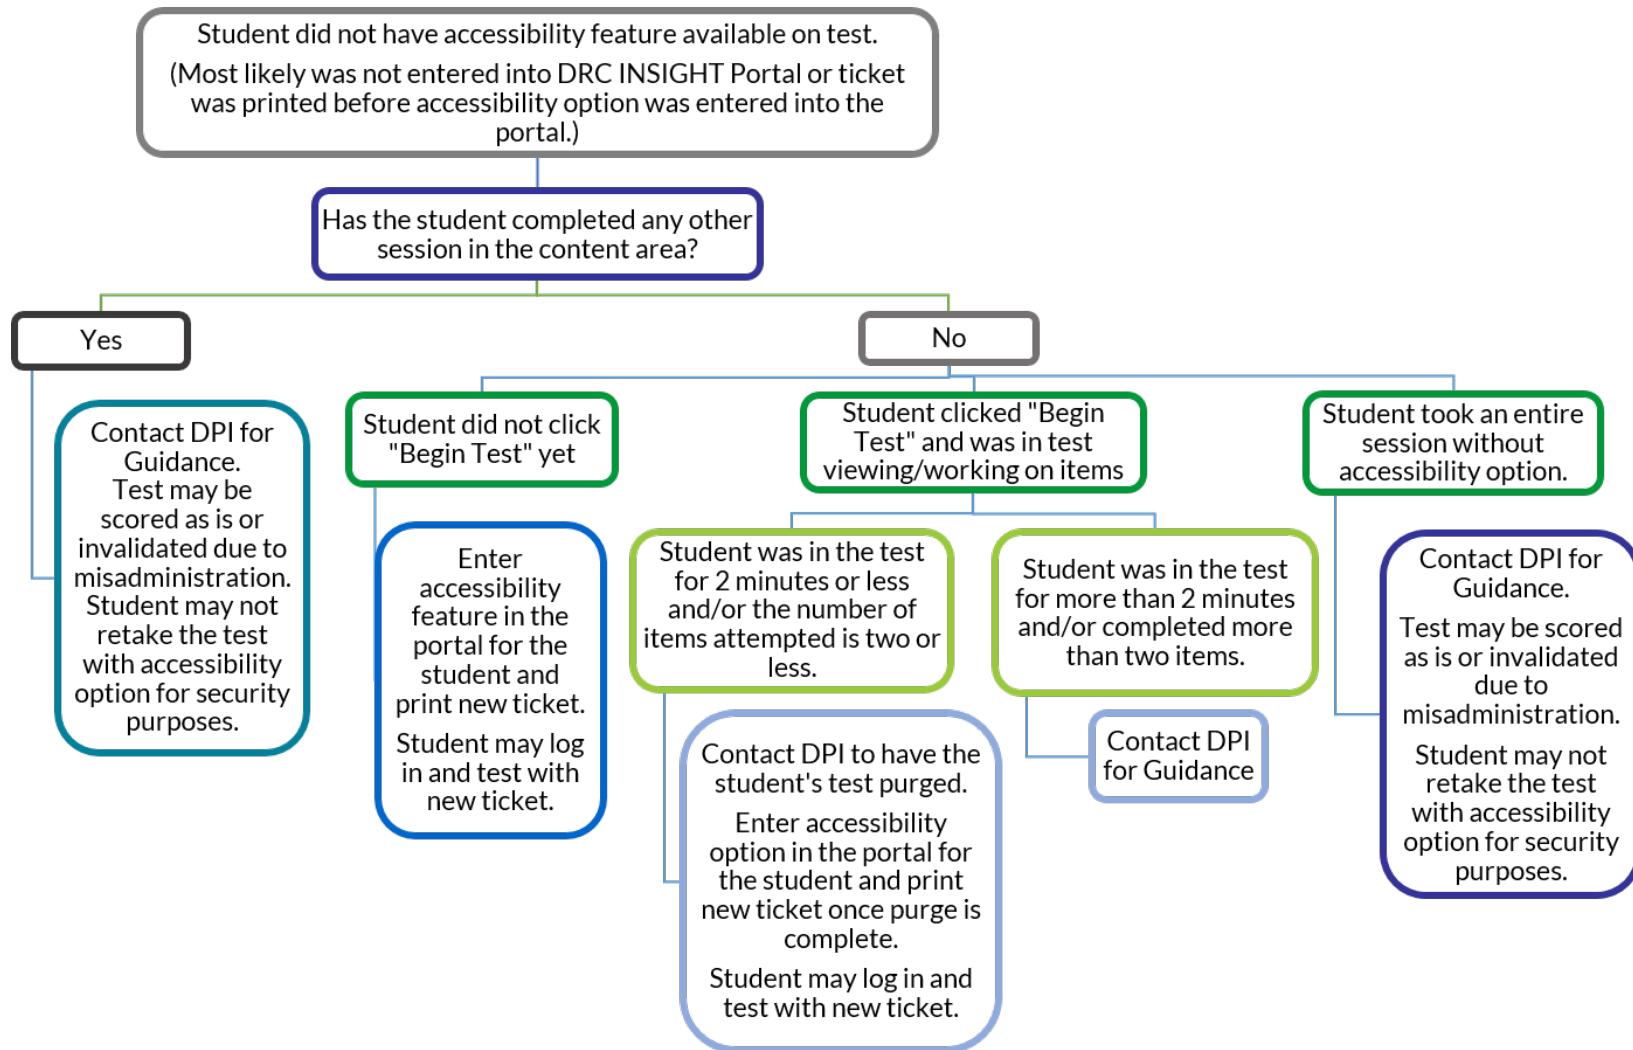 Student did not have accessibility feature available on test.
(Most likely was not entered into DRC INSIGHT Portal or ticket
was printed before accessibility option was entered into the
portal.)
Has the student completed any other
session in the content area?
Yes
No
Contact DPI for
Guidance.
Test may be
scored as is or
invalidated due to
misadministration.
Student may not
retake the test
with accessibility
option for security
purposes.
Student did not click
"Begin Test" yet
Enter
accessibility
feature in the
portal for the
student and
print new ticket.
Student may log
in and test with
new ticket.
Student clicked "Begin
Test" and was in test
viewing/working on items
Student was in the test
for 2 minutes or less
and/or the number of
items attempted is two or
less.
Contact DPI to have the
student's test purged.
Enter accessibility
option in the portal for
the student and print
new ticket once purge is
complete.
Student may log in and
test with new ticket.
Student was in the test
for more than 2 minutes
and/or completed more
than two items.
Contact DPI
for Guidance
Student took an entire
session without
accessibility option.
Contact DPI for
Guidance.
Test may be scored
as is or invalidated
due to
misadministration.
Student may not
retake the test
with accessibility
option for security
purposes.